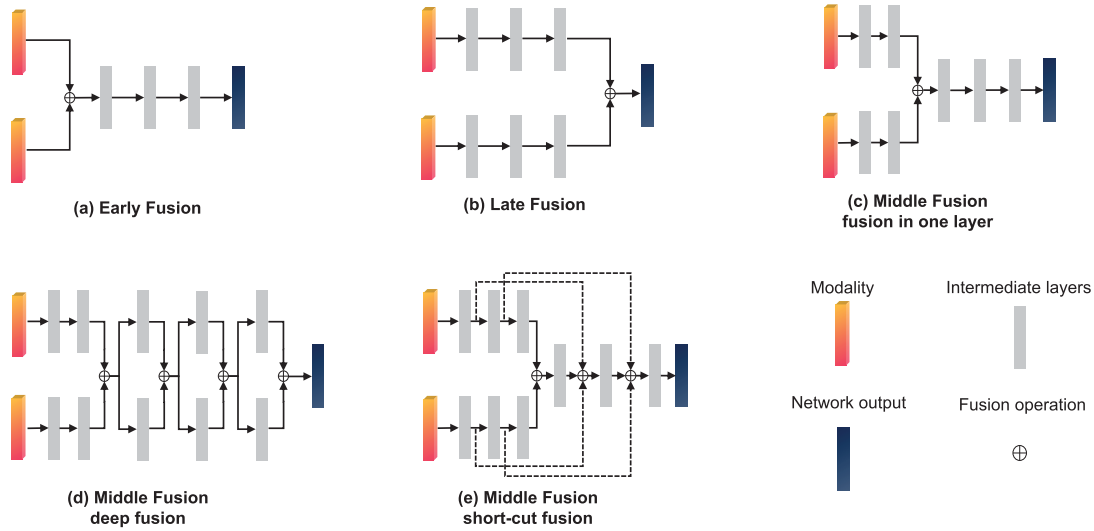 (a) Early Fusion
(b) Late Fusion
(c) Middle Fusion
fusion in one layer
(d) Middle Fusion
deep fusion
(e) Middle Fusion
short-cut fusion
Modality
Intermediate layers
Network output
Fusion operation